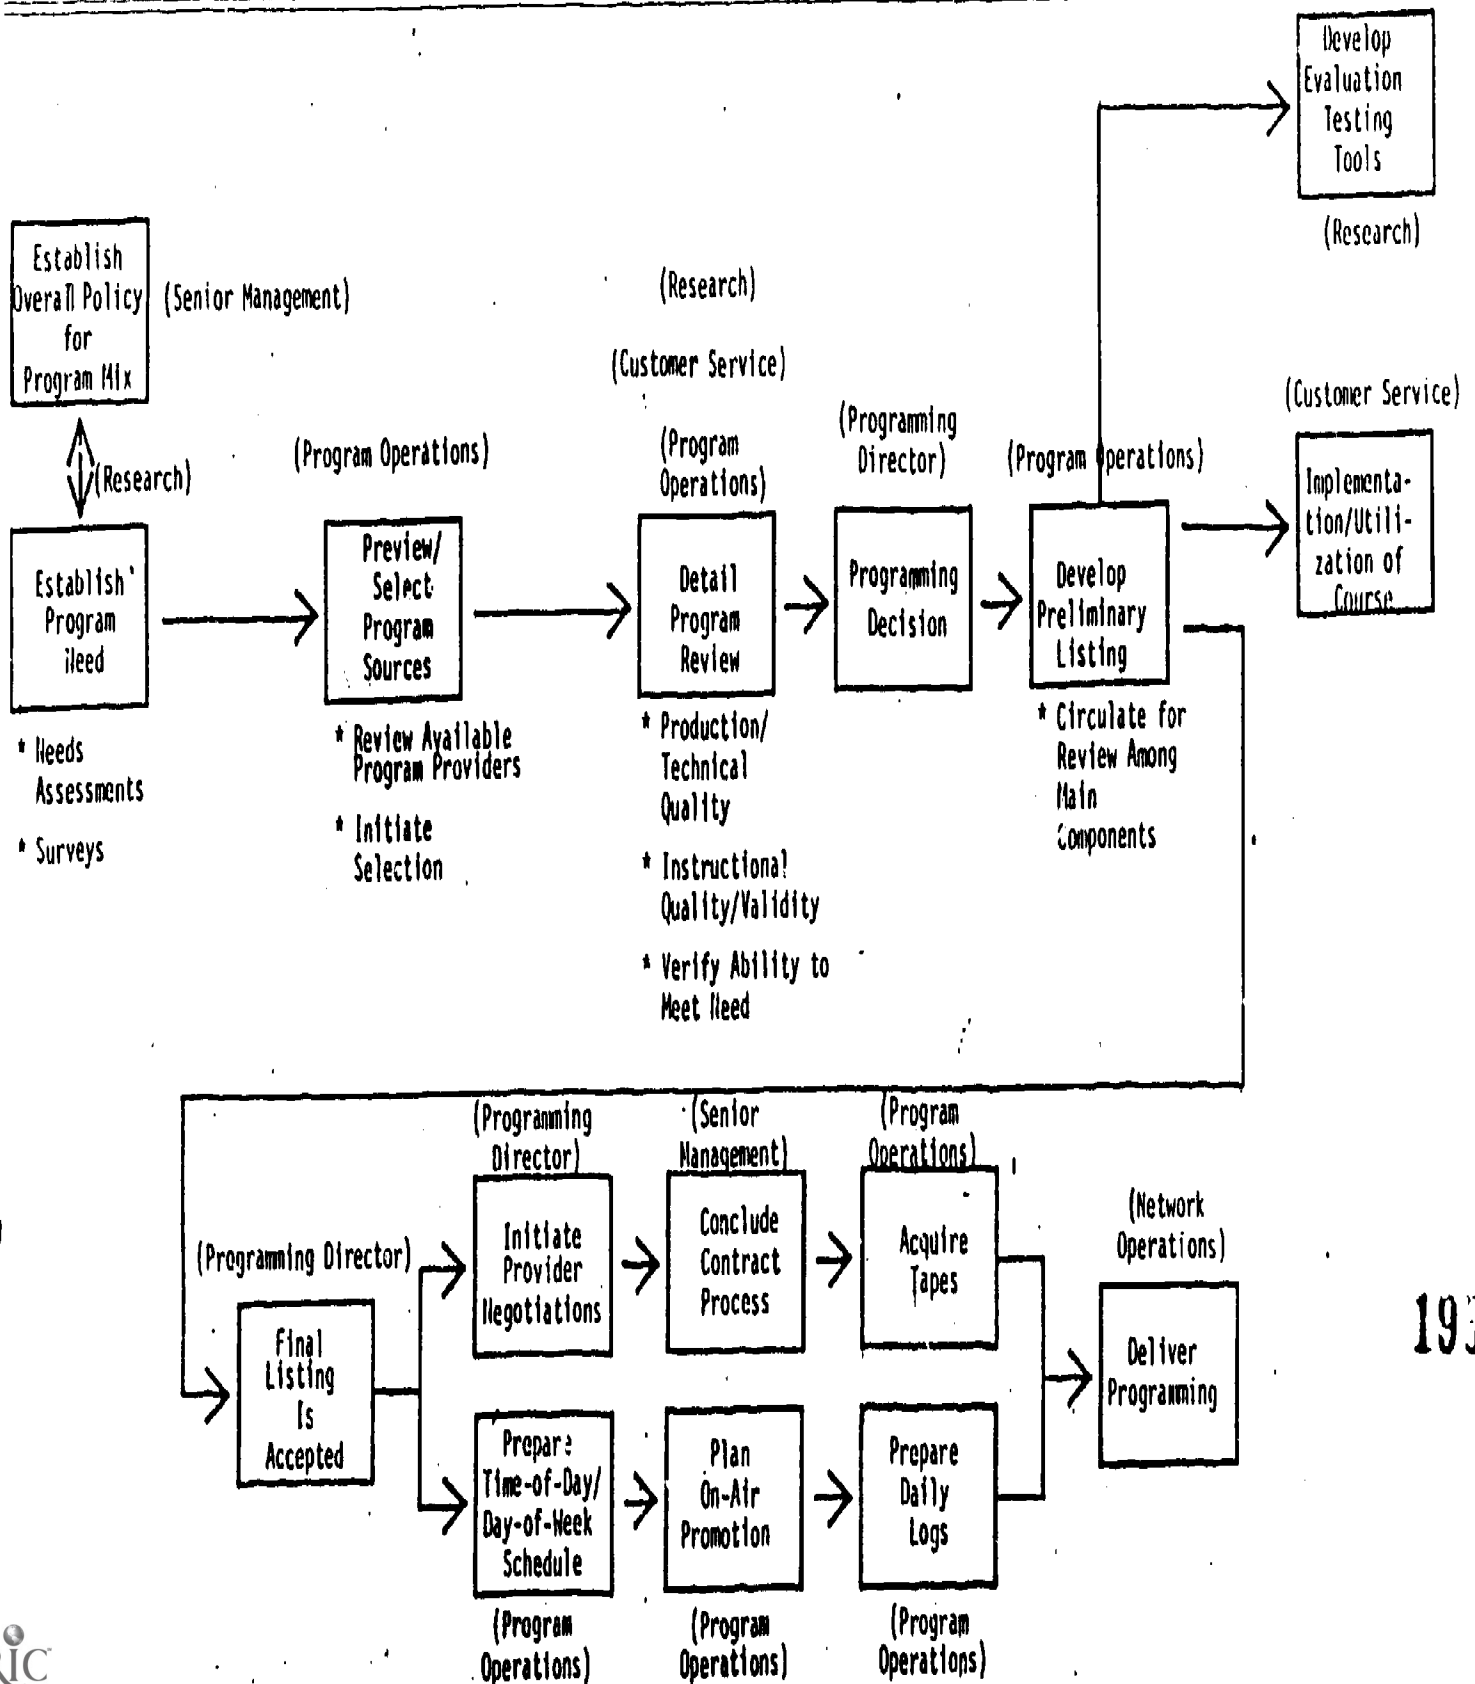 Develop
Evaluation
Testing
Tools
(Research)
Establish
Overall Policy
for
Program Mix
(Senior Management)
(Research)
Establish
Program
Need
* Needs
Assessments
* Surveys
(Program Operations)
Preview/
Select
Program
Sources
* Review Available
Program Providers
* Initiate
Selection
(Research)
(Customer Service)
(Program
Operations)
Detail
Program
Review
* Production/
Technical
Quality
* Instructional
Quality/Validity
* Verify Ability to
Meet Need
(Programming
Director)
Programming
Decision
(Program Operations)
Develop
Preliminary
Listing
* Circulate for
Review Among
Main
Components
(Customer Service)
Implementa-
tion/Utili-
zation of
Course
(Programming Director)
Final
Listing
Is
Accepted
(Programming
Director)
Initiate
Provider
Negotiations
(Senior
Management)
Conclude
Contract
Process
(Program
Operations)
Acquire
Tapes
Prepare
Time-of-Day/
Day-of-Week
Schedule
(Program
Operations)
Plan
On-Air
Promotion
(Program
Operations)
Prepare
Daily
Logs
(Program
Operations)
(Network
Operations)
Deliver
Programming